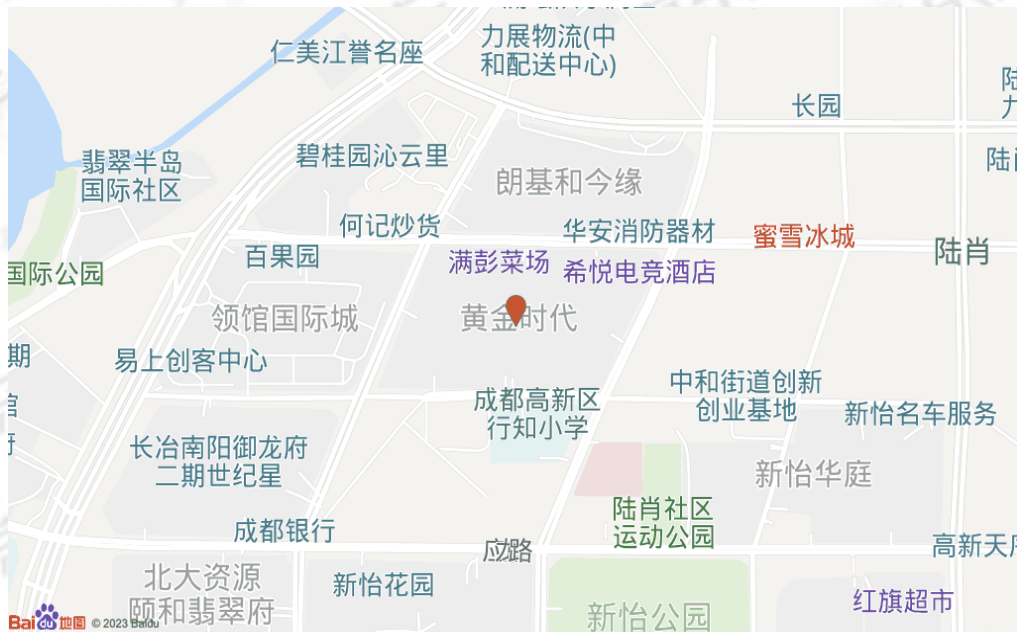 仁美江誉名座
力展物流(中
和配送中心)
长园
翡翠半岛
国际社区
碧桂园沁云里
朗基和今缘
何记炒货
华安消防器材
蜜雪冰城
陆肖
百果园
满彭菜场
希悦电竞酒店
国际公园
领馆国际城
黄金时代
期
易上创客中心
中和街道创新
创业基地
成都高新区
行知小学
新怡名车服务
长冶南阳御龙府
二期世纪星
新怡华庭
陆肖社区
运动公园
成都银行
应路
高新天府
北大资源
颐和翡翠府
新怡花园
新怡公园
红旗超市
Baidu地图 © 2023 Baidu